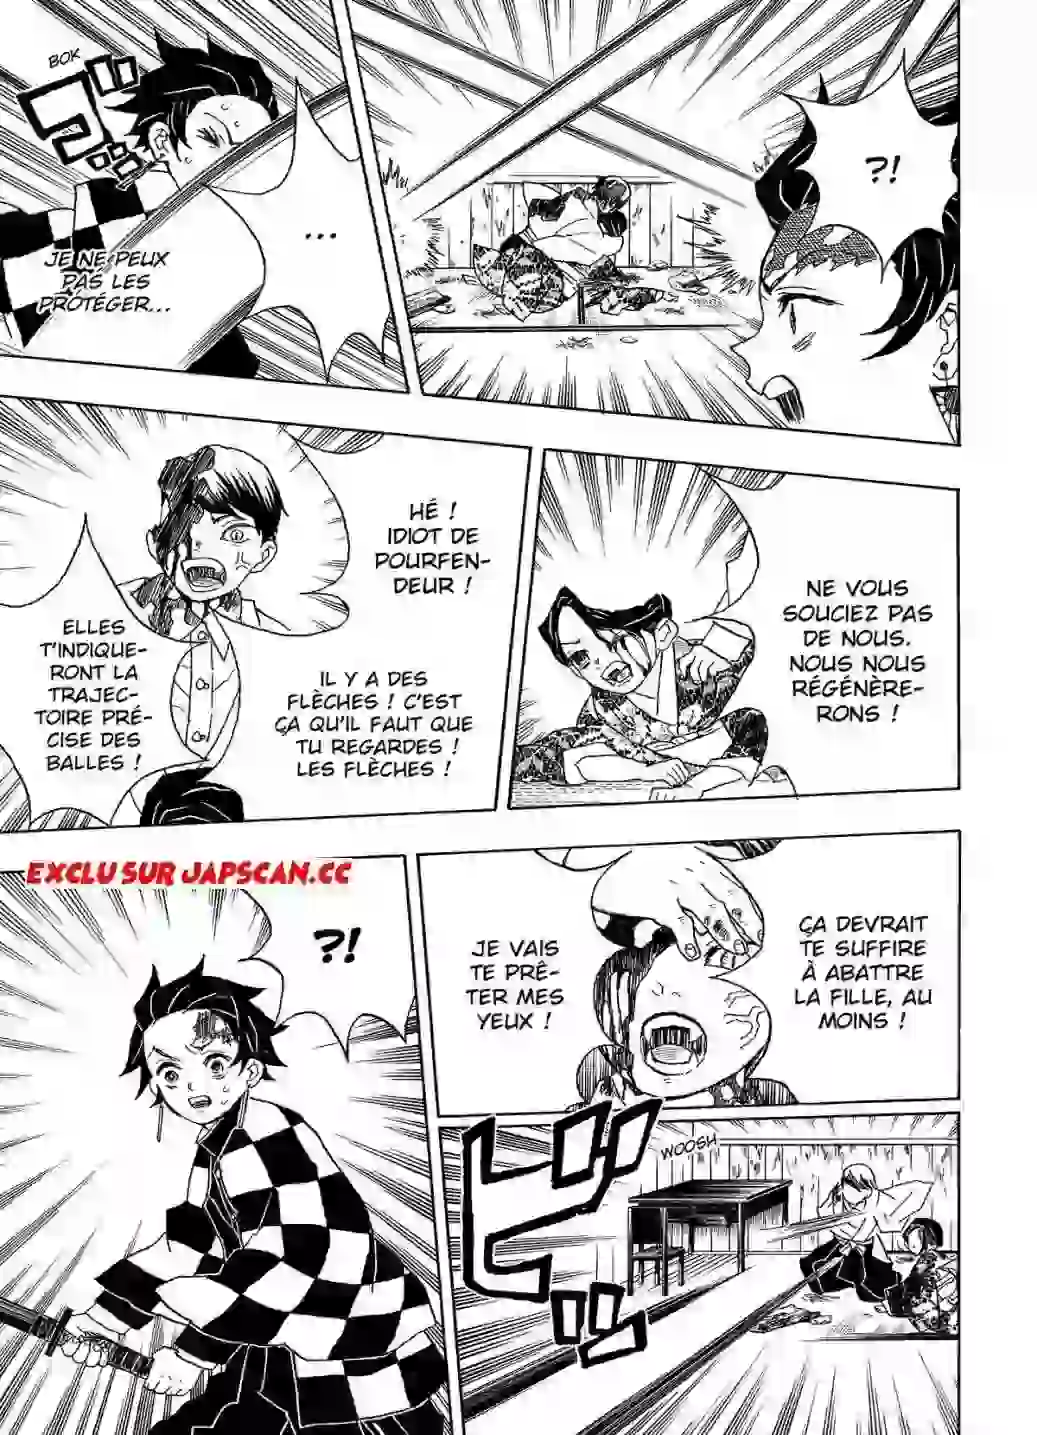 ?!
...
BOK
ゴ
JE NE PEUX
PAS LES
PROTÉGER...
NE VOUS
SOUCIEZ PAS
DE NOUS.
NOUS NOUS
RÉGÉNÈRE-
RONS !
HÉ !
IDIOT DE
POURFEN-
DEUR !
IL Y A DES
FLÈCHES ! C'EST
ÇA QU'IL FAUT QUE
TU REGARDES !
LES FLÈCHES !
ELLES
T'INDIQUE-
RONT LA
TRAJEC-
TOIRE PRÉ-
CISE DES
BALLES !
ÇA DEVRAIT
TE SUFFIRE
À ABATTRE
LA FILLE, AU
MOINS !
JE VAIS
TE PRÊ-
TER MES
YEUX !
WOOSH
ビッ
EXCLU SUR JAPSCAN.CC
?!